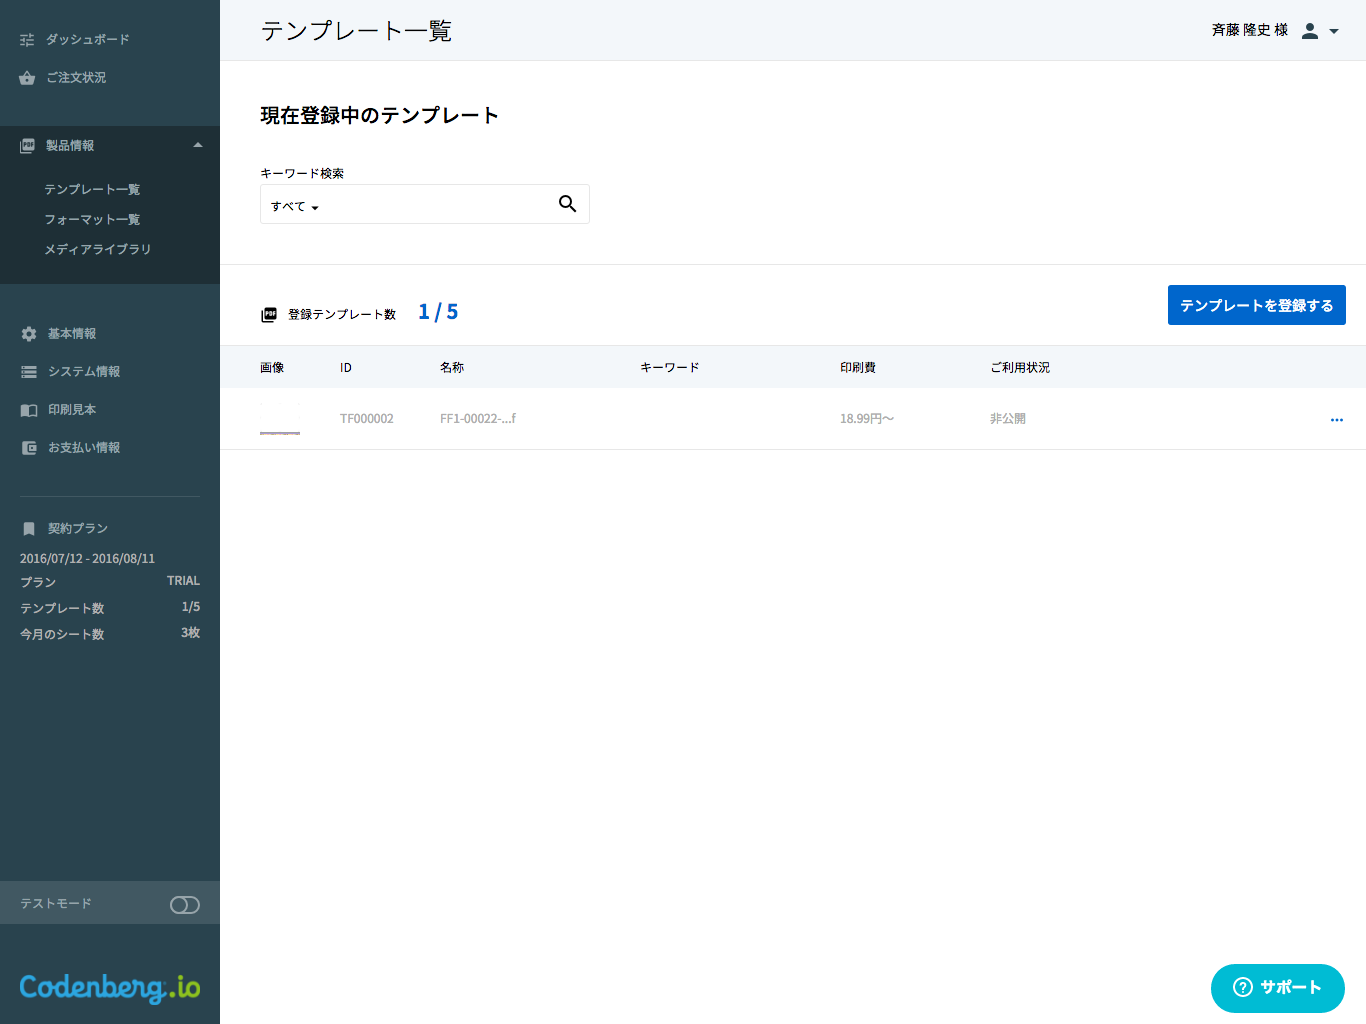 ダッシュボード
ご注文状況
PDF 製品情報
テンプレート一覧
フォーマット一覧
メディアライブラリ
基本情報
システム情報
印刷見本
お支払い情報
契約プラン
2016/07/12 - 2016/08/11
プラン TRIAL
テンプレート数 1/5
今月のシート数 3枚
テストモード
Codenberg.io
テンプレート一覧
斉藤 隆史 様
現在登録中のテンプレート
キーワード検索
すべて
PDF 登録テンプレート数 1 / 5
テンプレートを登録する
画像 ID 名称 キーワード 印刷費 ご利用状況
TF000002 FF1-00022-...f 18.99円〜 非公開
? サポート